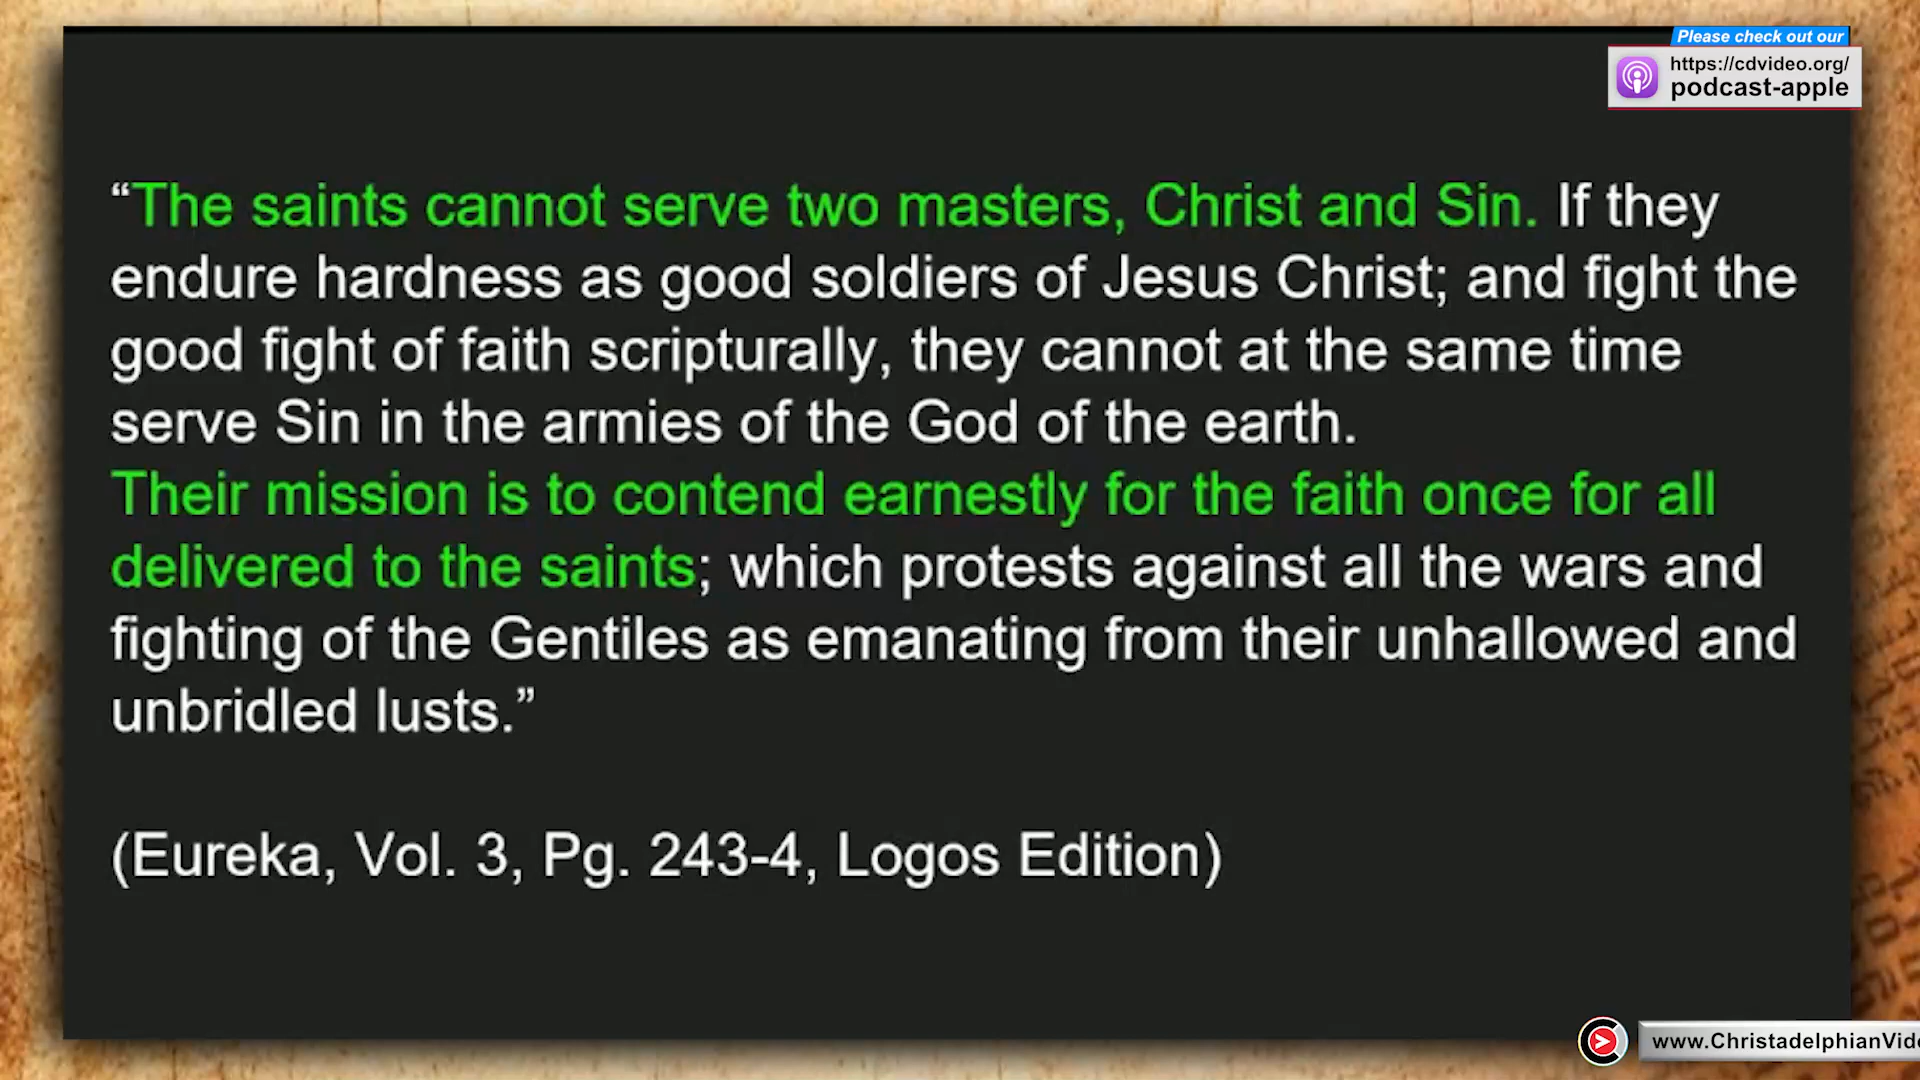 Please check out our
https://cdvideo.org/
podcast-apple
“The saints cannot serve two masters, Christ and Sin. If they
endure hardness as good soldiers of Jesus Christ; and fight the
good fight of faith scripturally, they cannot at the same time
serve Sin in the armies of the God of the earth.
Their mission is to contend earnestly for the faith once for all
delivered to the saints; which protests against all the wars and
fighting of the Gentiles as emanating from their unhallowed and
unbridled lusts.”
(Eureka, Vol. 3, Pg. 243-4, Logos Edition)
www.ChristadelphianVide